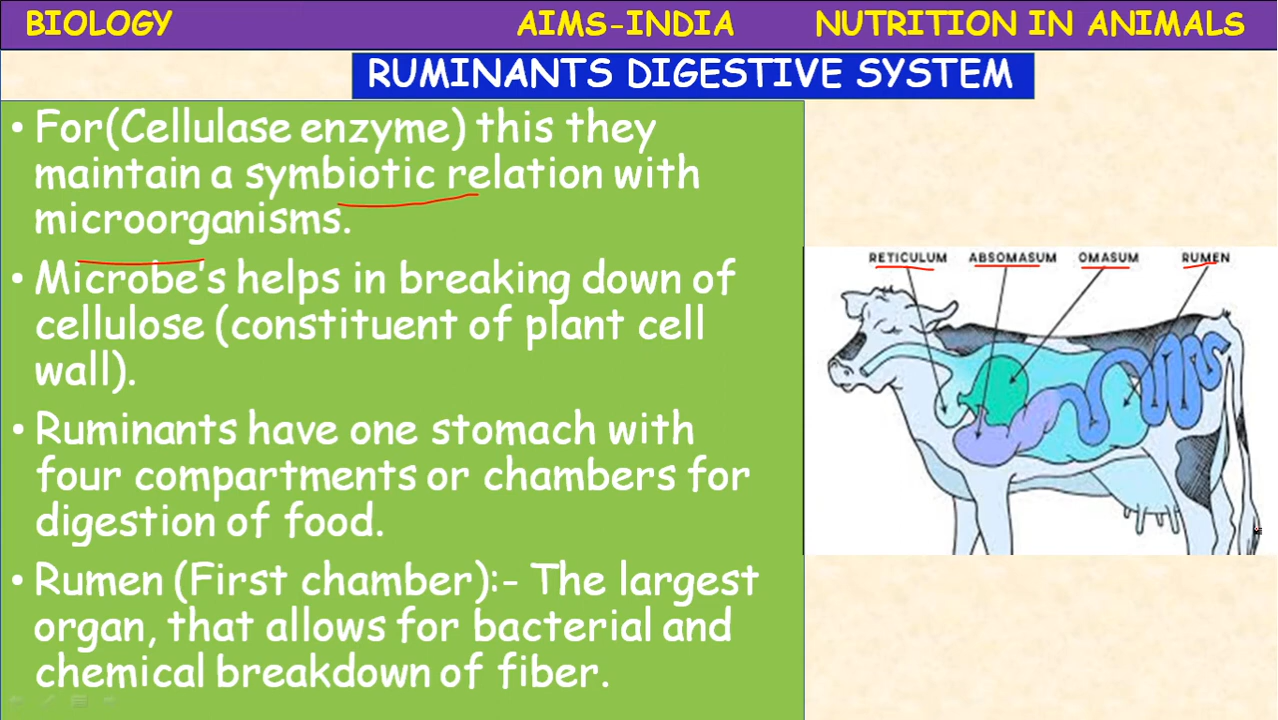 BIOLOGY AIMS-INDIA NUTRITION IN ANIMALS
RUMINANTS DIGESTIVE SYSTEM
• For(Cellulase enzyme) this they
maintain a symbiotic relation with
microorganisms.
• Microbe's helps in breaking down of
cellulose (constituent of plant cell
wall).
• Ruminants have one stomach with
four compartments or chambers for
digestion of food.
• Rumen (First chamber):- The largest
organ, that allows for bacterial and
chemical breakdown of fiber.
RETICULUM ABSOMASUM OMASUM RUMEN